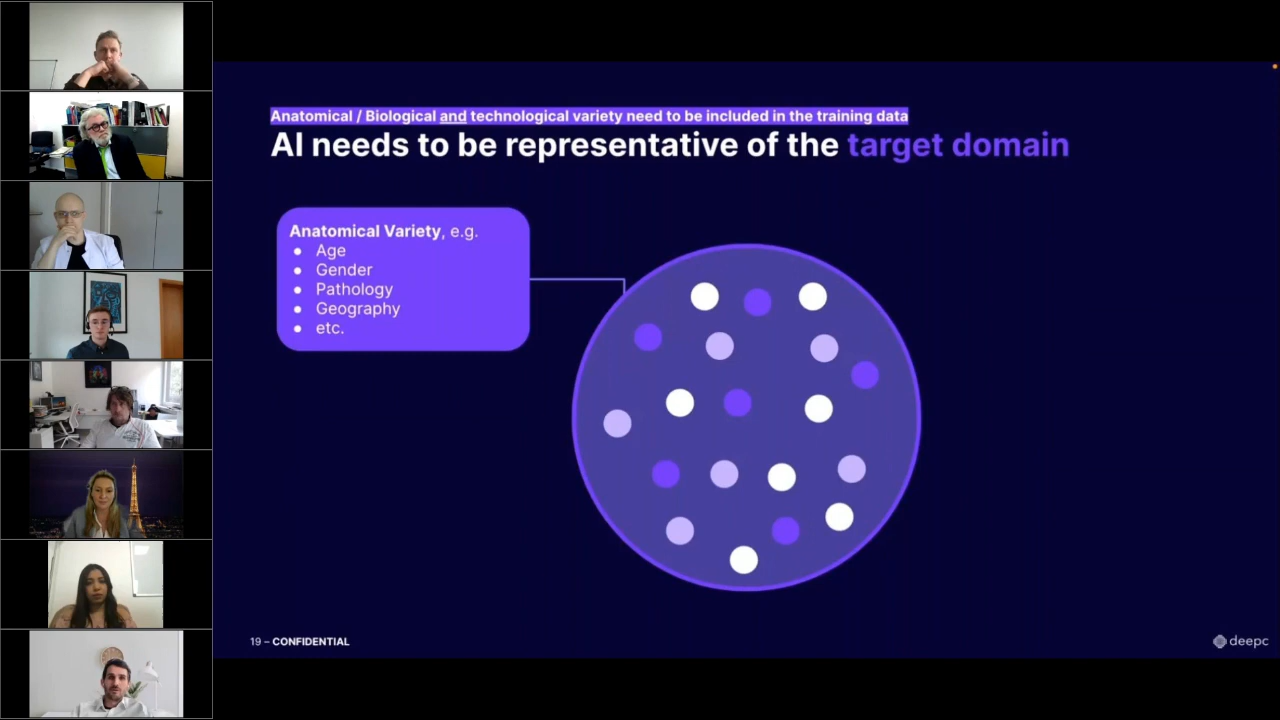 Anatomical / Biological and technological variety need to be included in the training data
AI needs to be representative of the target domain
Anatomical Variety, e.g.
● Age
● Gender
● Pathology
● Geography
● etc.
19 – CONFIDENTIAL
deepc